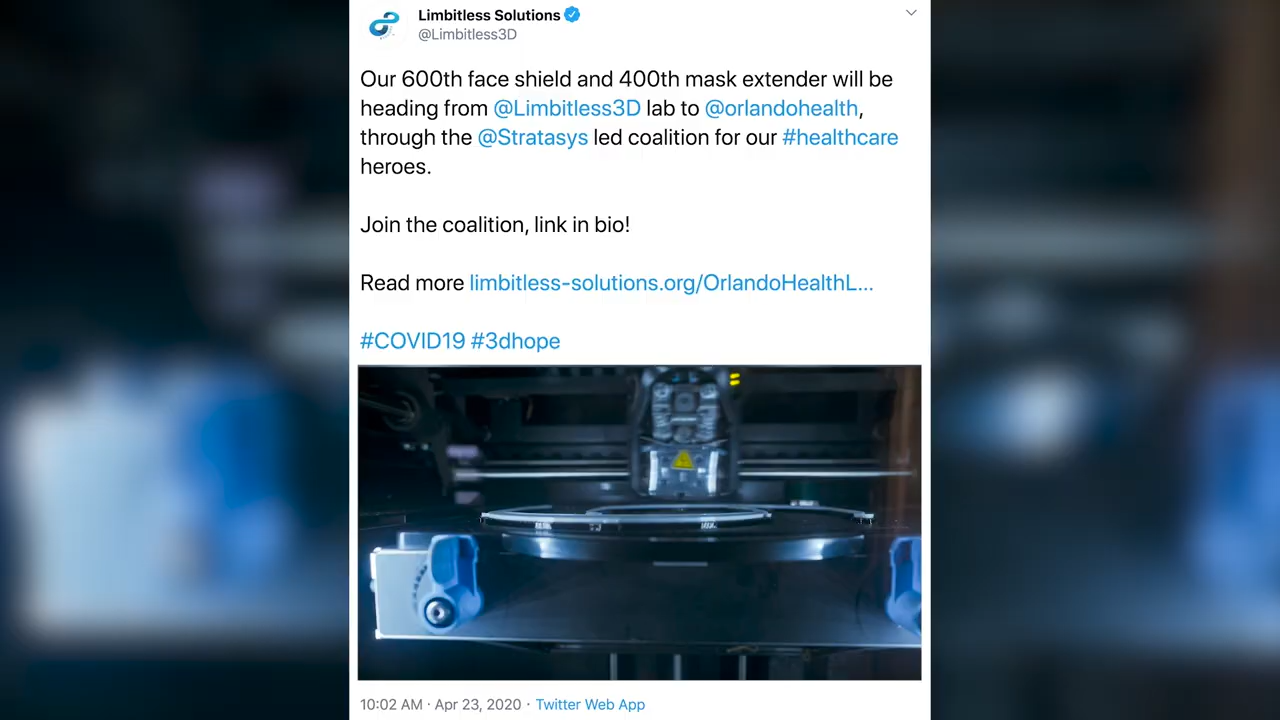 Limbitless Solutions
@Limbitless3D
Our 600th face shield and 400th mask extender will be
heading from @Limbitless3D lab to @orlandohealth,
through the @Stratasys led coalition for our #healthcare
heroes.
Join the coalition, link in bio!
Read more limbitless-solutions.org/OrlandoHealthL...
#COVID19 #3dhope
10:02 AM · Apr 23, 2020 · Twitter Web App